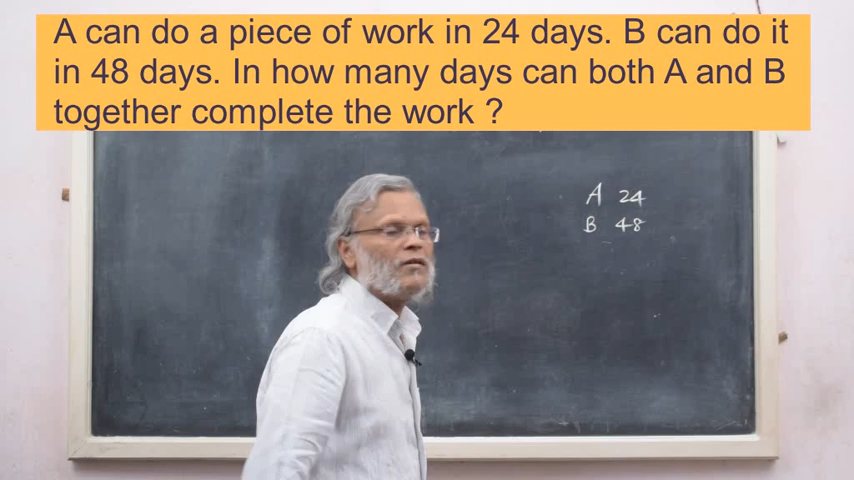 A can do a piece of work in 24 days. B can do it
in 48 days. In how many days can both A and B
together complete the work ?
A 24
B 48